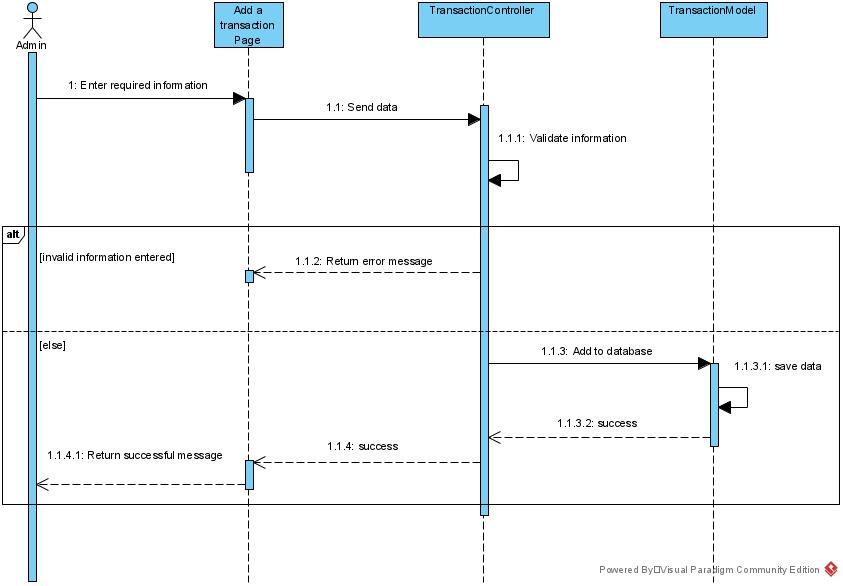 Admin
Add a
transaction
Page
TransactionController
TransactionModel
1: Enter required information
1.1: Send data
1.1.1: Validate information
alt
[invalid information entered]
1.1.2: Return error message
[else]
1.1.3: Add to database
1.1.3.1: save data
1.1.3.2: success
1.1.4: success
1.1.4.1: Return successful message
Powered By□Visual Paradigm Community Edition